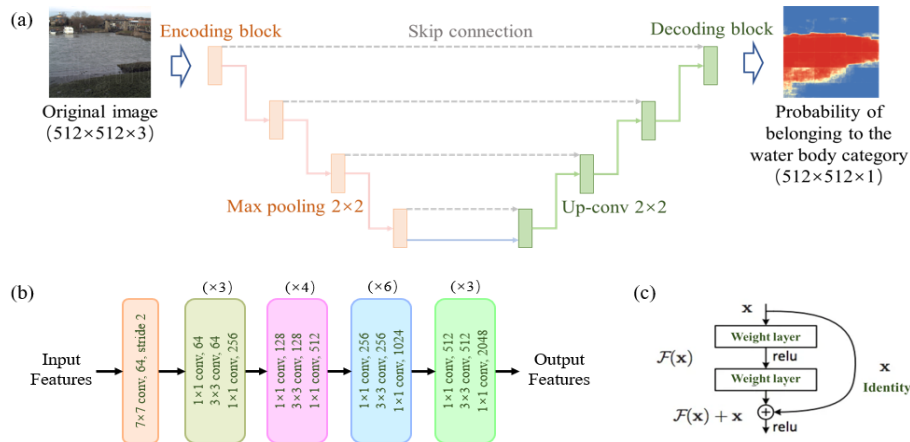 (a)
Encoding block
Skip connection
Decoding block
Original image
(512×512×3)
Probability of
belonging to the
water body category
(512×512×1)
Max pooling 2×2
Up-conv 2×2
(b)
(×3)
(×4)
(×6)
(×3)
Input
Features
7×7 conv, 64, stride 2
1×1 conv, 64
3×3 conv, 64
1×1 conv, 256
1×1 conv, 128
3×3 conv, 128
1×1 conv, 512
1×1 conv, 256
3×3 conv, 256
1×1 conv, 1024
1×1 conv, 512
3×3 conv, 512
1×1 conv, 2048
Output
Features
(c)
x
Weight layer
F(x)
relu
Weight layer
x
Identity
F(x) + x
relu